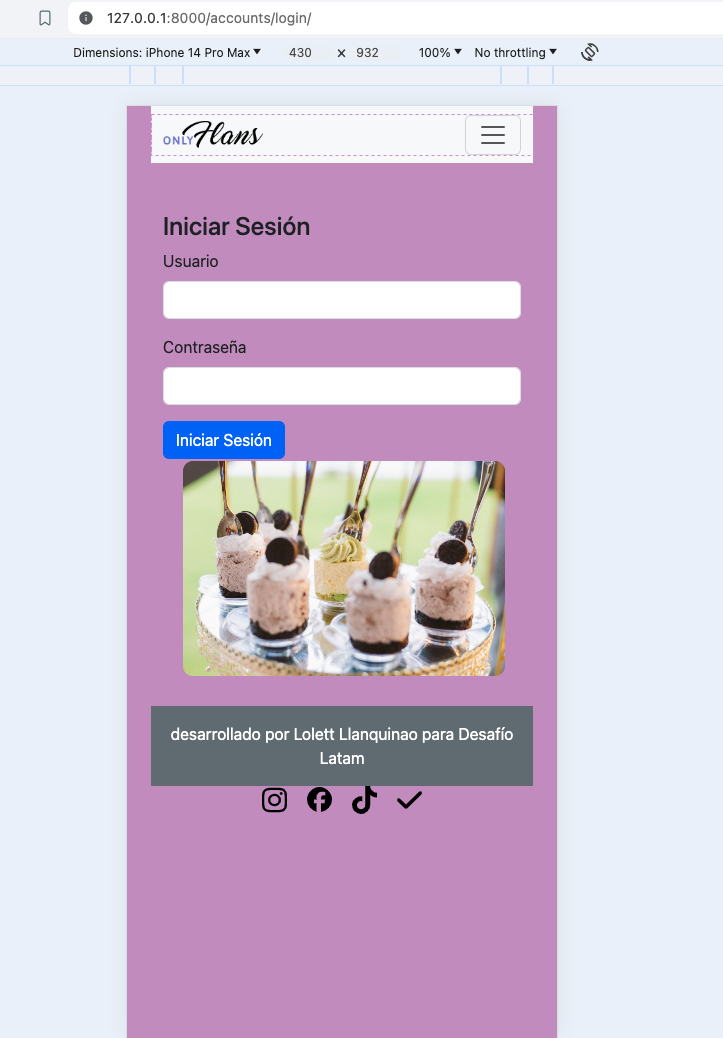 127.0.0.1:8000/accounts/login/
Dimensions: iPhone 14 Pro Max 430 × 932 100% No throttling
ONLY Flans
Iniciar Sesión
Usuario
Contraseña
Iniciar Sesión
desarrollado por Lolett Llanquinao para Desafío
Latam